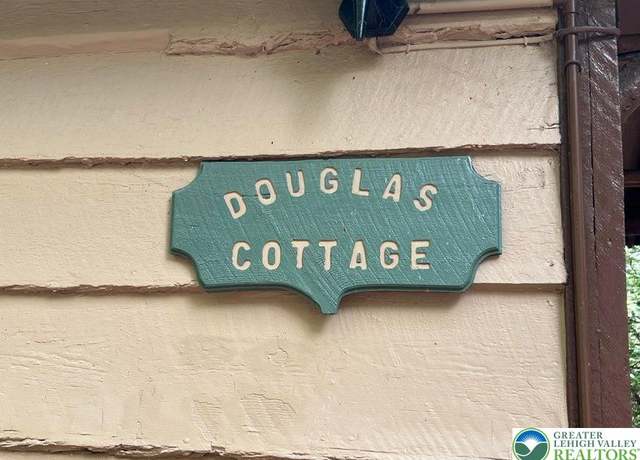 DOUGLAS
COTTAGE
GREATER
LEHIGH VALLEY
REALTORS